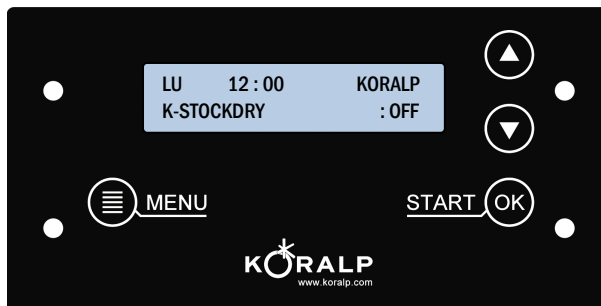 LU 12 : 00 KORALP
K-STOCKDRY : OFF
MENU
START OK
KORALP
www.koralp.com